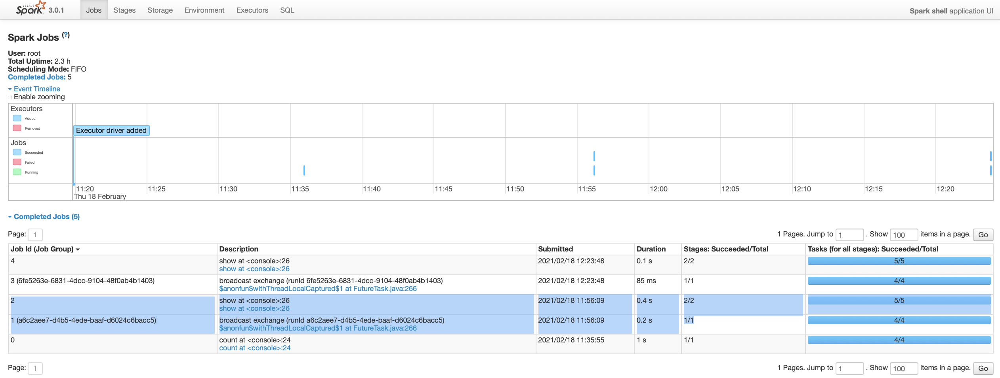 APACHE
Spark 3.0.1 Jobs Stages Storage Environment Executors SQL Spark shell application UI
Spark Jobs (?)
User: root
Total Uptime: 2.3 h
Scheduling Mode: FIFO
Completed Jobs: 5
Event Timeline
Enable zooming
Executors
Added
Removed
Executor driver added
Jobs
Succeeded
Failed
Running
11:20 11:25 11:30 11:35 11:40 11:45 11:50 11:55 12:00 12:05 12:10 12:15 12:20
Thu 18 February
Completed Jobs (5)
Page: 1 1 Pages. Jump to 1 . Show 100 items in a page. Go
Job Id (Job Group) Description Submitted Duration Stages: Succeeded/Total Tasks (for all stages): Succeeded/Total
4 show at <console>:26 2021/02/18 12:23:48 0.1 s 2/2 5/5
show at <console>:26
3 (6fe5263e-6831-4dcc-9104-48f0ab4b1403) broadcast exchange (runId 6fe5263e-6831-4dcc-9104-48f0ab4b1403) 2021/02/18 12:23:48 85 ms 1/1 4/4
$anonfun$withThreadLocalCaptured$1 at FutureTask.java:266
2 show at <console>:26 2021/02/18 11:56:09 0.4 s 2/2 5/5
show at <console>:26
1 (a6c2aee7-d4b5-4ede-baaf-d6024c6bacc5) broadcast exchange (runId a6c2aee7-d4b5-4ede-baaf-d6024c6bacc5) 2021/02/18 11:56:09 0.2 s 1/1 4/4
$anonfun$withThreadLocalCaptured$1 at FutureTask.java:266
0 count at <console>:24 2021/02/18 11:35:55 1 s 1/1 4/4
count at <console>:24
Page: 1 1 Pages. Jump to 1 . Show 100 items in a page. Go